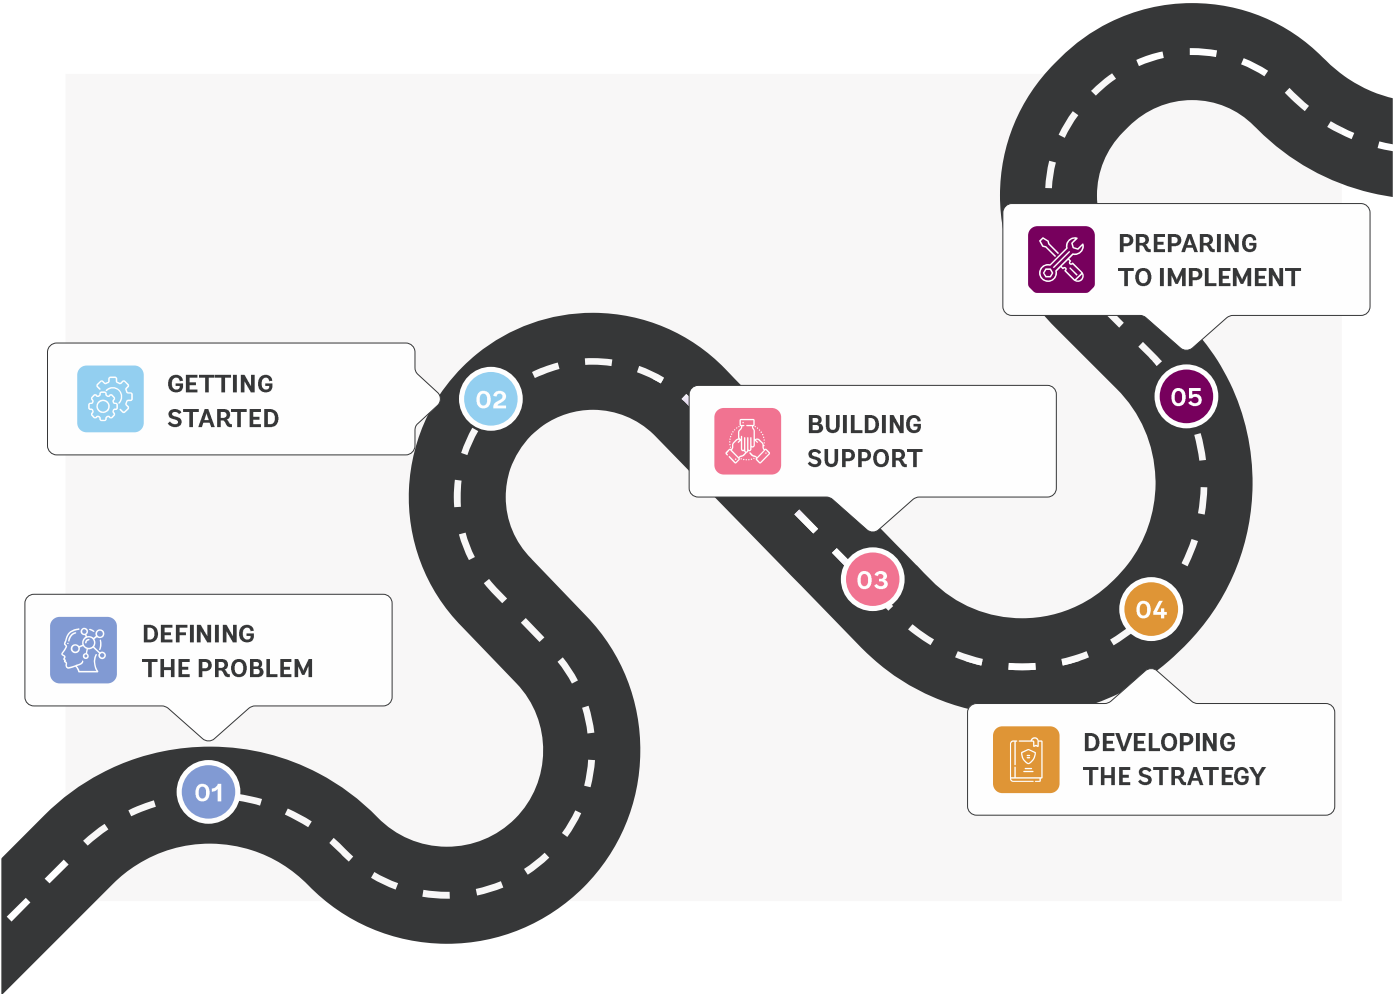 01
DEFINING
THE PROBLEM
02
GETTING
STARTED
03
BUILDING
SUPPORT
04
DEVELOPING
THE STRATEGY
05
PREPARING
TO IMPLEMENT